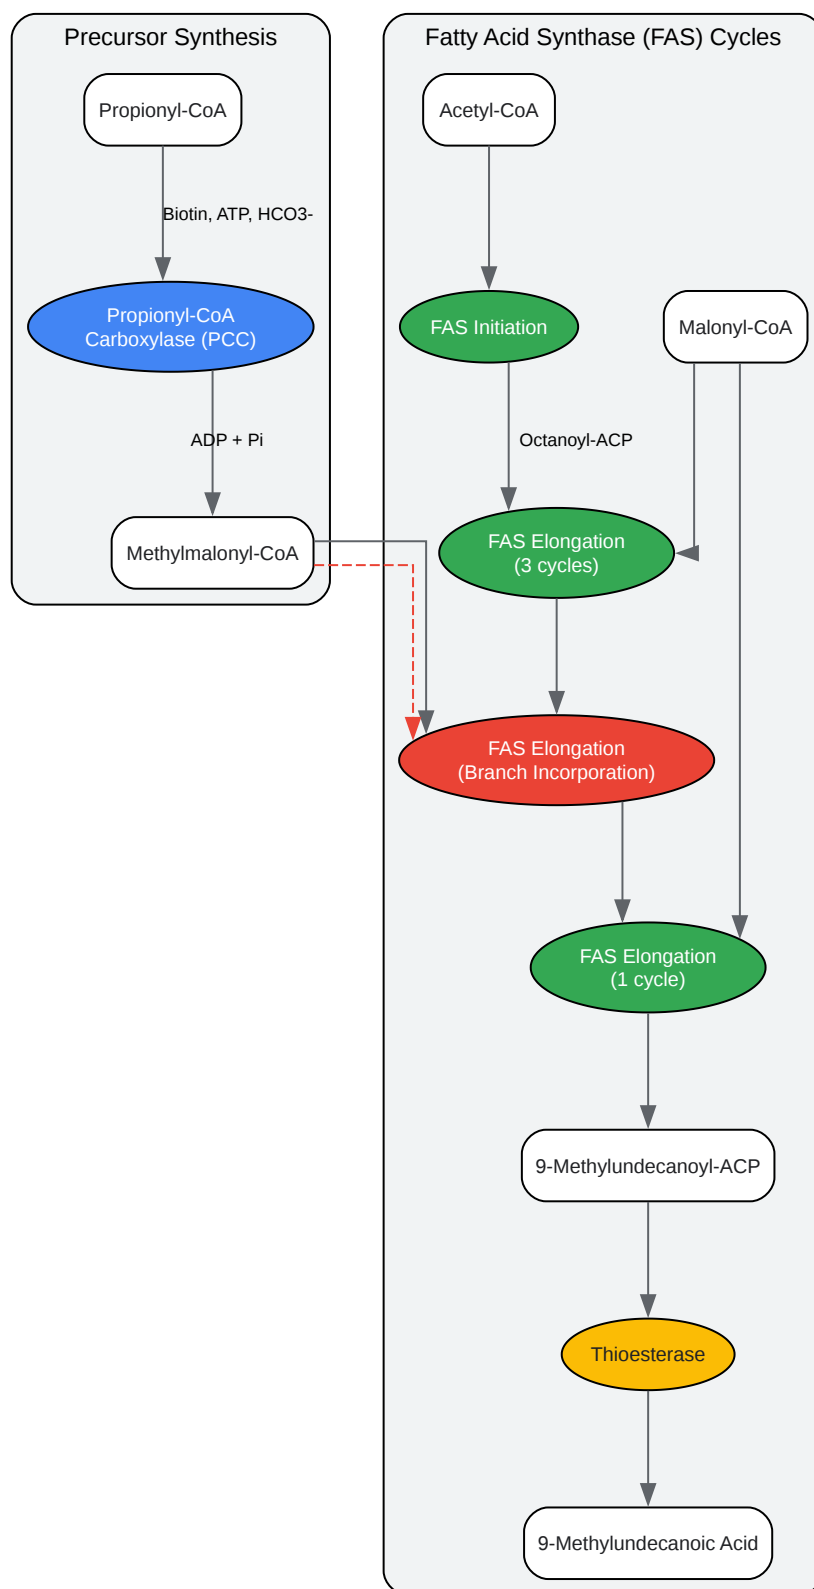 Precursor Synthesis
Propionyl-CoA
Biotin, ATP, HCO3-
Propionyl-CoA
Carboxylase (PCC)
ADP + Pi
Methylmalonyl-CoA
Fatty Acid Synthase (FAS) Cycles
Acetyl-CoA
FAS Initiation
Malonyl-CoA
Octanoyl-ACP
FAS Elongation
(3 cycles)
FAS Elongation
(Branch Incorporation)
FAS Elongation
(1 cycle)
9-Methylundecanoyl-ACP
Thioesterase
9-Methylundecanoic Acid